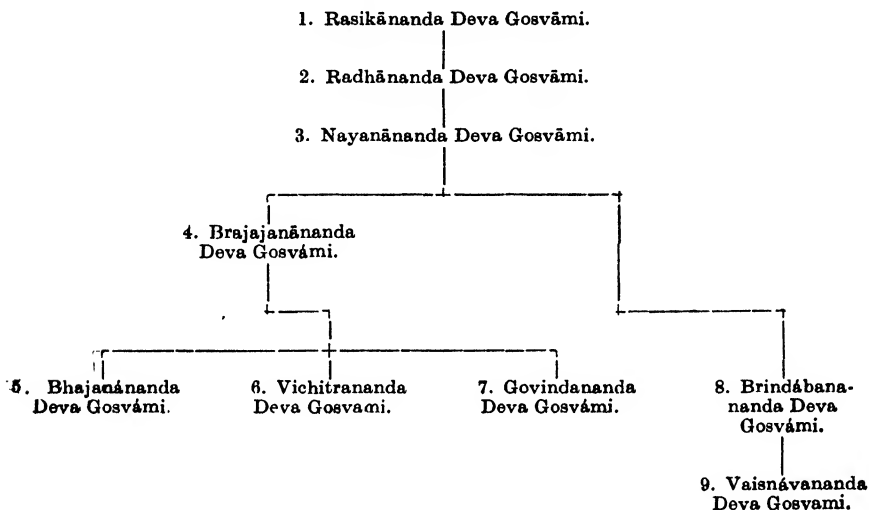 1. Rasikānanda Deva Gosvāmi.
2. Radhānanda Deva Gosvāmi.
3. Nayanānanda Deva Gosvāmi.
4. Brajajanānanda
Deva Gosvámi.
5. Bhajanánanda
Deva Gosvámi.
6. Vichitrananda
Deva Gosvami.
7. Govindananda
Deva Gosvámi.
8. Brindábana-
nanda Deva
Gosvámi.
9. Vaisnávananda
Deva Gosvami.